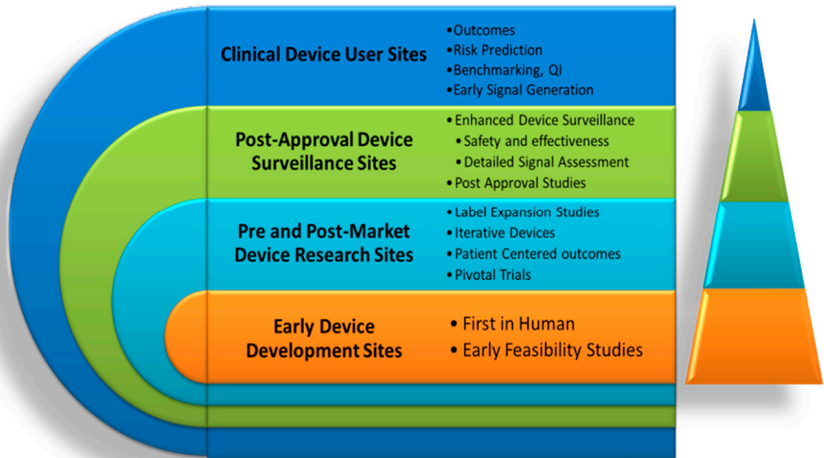 Clinical Device User Sites
•Outcomes
•Risk Prediction
•Benchmarking, QI
•Early Signal Generation
Post-Approval Device
Surveillance Sites
•Enhanced Device Surveillance
•Safety and effectiveness
•Detailed Signal Assessment
•Post Approval Studies
Pre and Post-Market
Device Research Sites
•Label Expansion Studies
•Iterative Devices
•Patient Centered outcomes
•Pivotal Trials
Early Device
Development Sites
• First in Human
• Early Feasibility Studies